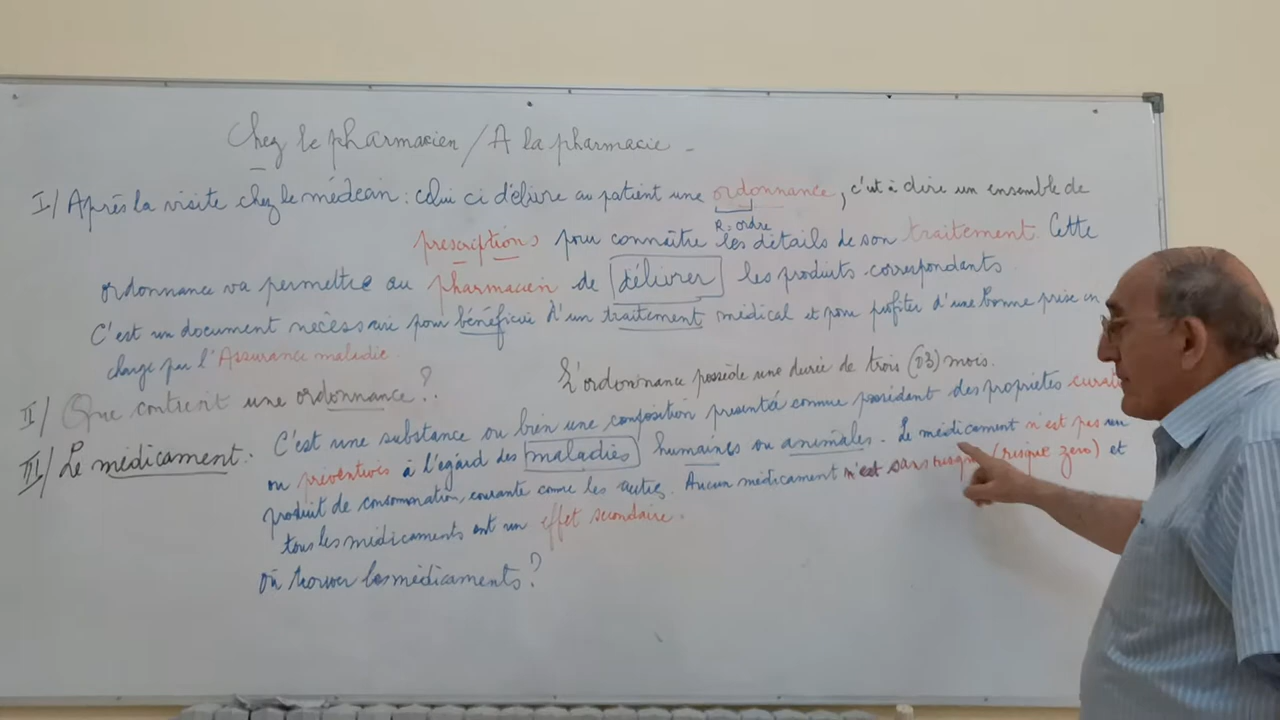 Chez le pharmacien / A la pharmacie -
I/ Après la visite chez le médecin : celui ci délivre au patient une ordonnance, c'est à dire un ensemble de
R, ordre
prescriptions pour connaître les détails de son traitement. Cette
ordonnance va permettre au pharmacien de délivrer les produits correspondants
C'est un document nécessaire pour bénéficier d'un traitement médical et pour profiter d'une bonne prise en
charge par l'Assurance maladie.
L'ordonnance possède une durée de trois (03) mois.
II/ Que contient une ordonnance ?
III/ Le médicament : C'est une substance ou bien une composition presenté comme possédant des proprietés
ou préventives à l'égard des maladies humaines ou animales. Le médicament n'est pas un
produit de consommation, courante comme les autres. Aucun médicament n'est sans risque (risque zero) et
tous les médicaments ont un effet secondaire.
Où trouver les médicaments ?